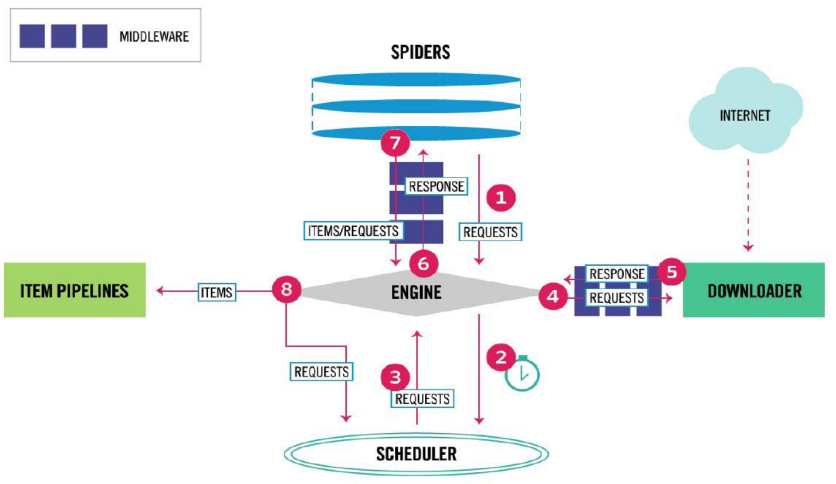 MIDDLEWARE
SPIDERS
INTERNET
7
RESPONSE
1
ITEMS/REQUESTS
REQUESTS
6
5
RESPONSE
ITEM PIPELINES
ITEMS
8
ENGINE
4
REQUESTS
DOWNLOADER
2
REQUESTS
3
REQUESTS
SCHEDULER